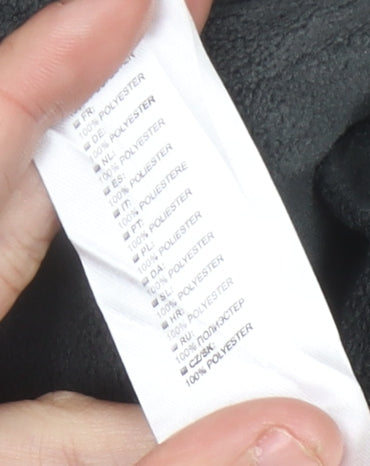 FR:
100% POLYESTER
DE:
100% POLYESTER
NL:
100% POLYESTER
ES:
100% POLIESTER
IT:
100% POLIESTERE
PT:
100% POLIESTER
PL:
100% POLIESTER
DA:
100% POLYESTER
SL:
100% POLYESTER
HR:
100% POLYESTER
RU:
100% ПОЛИЭСТЕР
CZ/SK:
100% POLYESTER